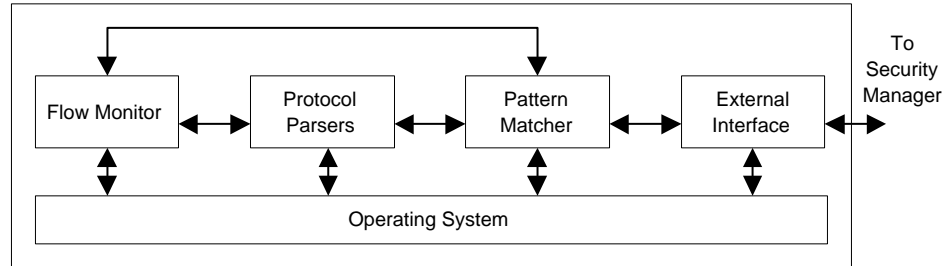 To
Security
Manager
Flow Monitor
Protocol
Parsers
Pattern
Matcher
External
Interface
Operating System